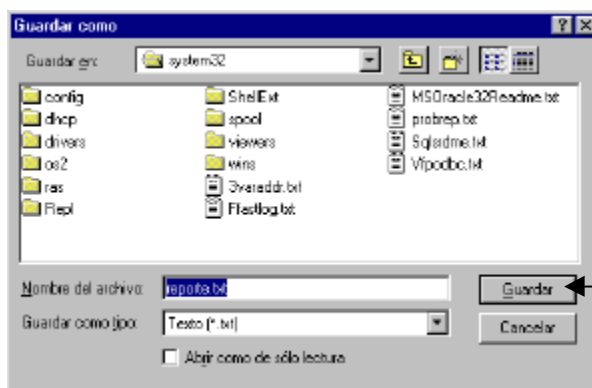 Guardar como
Guardar en: system32
config
dhcp
drivers
os2
ras
Repl
ShellExt
spool
viewers
wins
3varaddr.txt
Ffastlog.txt
MSOracle32Readme.txt
probrep.txt
Sqlsrdme.txt
Vfpodbc.txt
Nombre del archivo: reporte.txt Guardar
Guardar como tipo: Texto (*.txt) Cancelar
Abrir como de sólo lectura